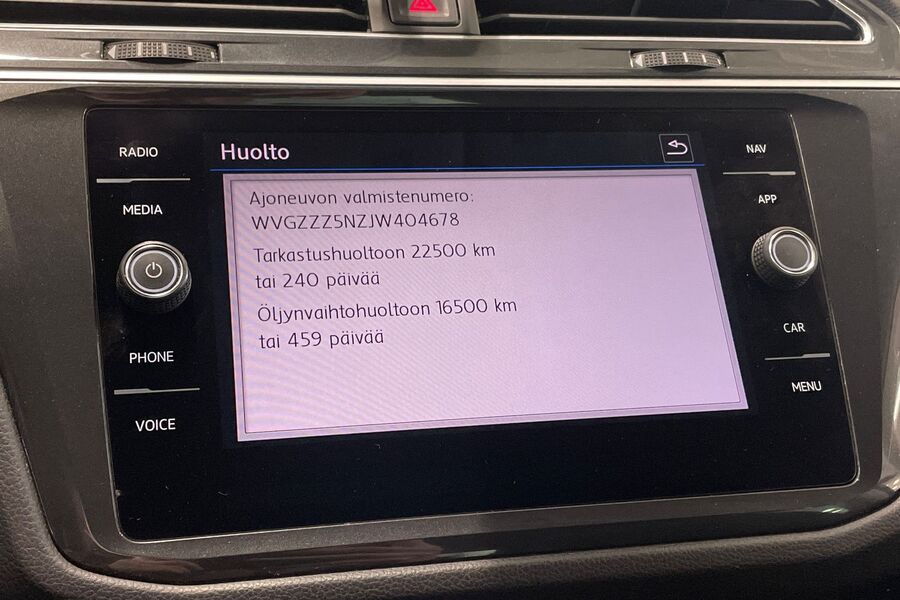 RADIO
MEDIA
PHONE
VOICE
Huolto
Ajoneuvon valmistenumero:
WVGZZZ5NZJW404678
Tarkastushuoltoon 22500 km
tai 240 päivää
Öljynvaihtohuoltoon 16500 km
tai 459 päivää
NAV
APP
CAR
MENU